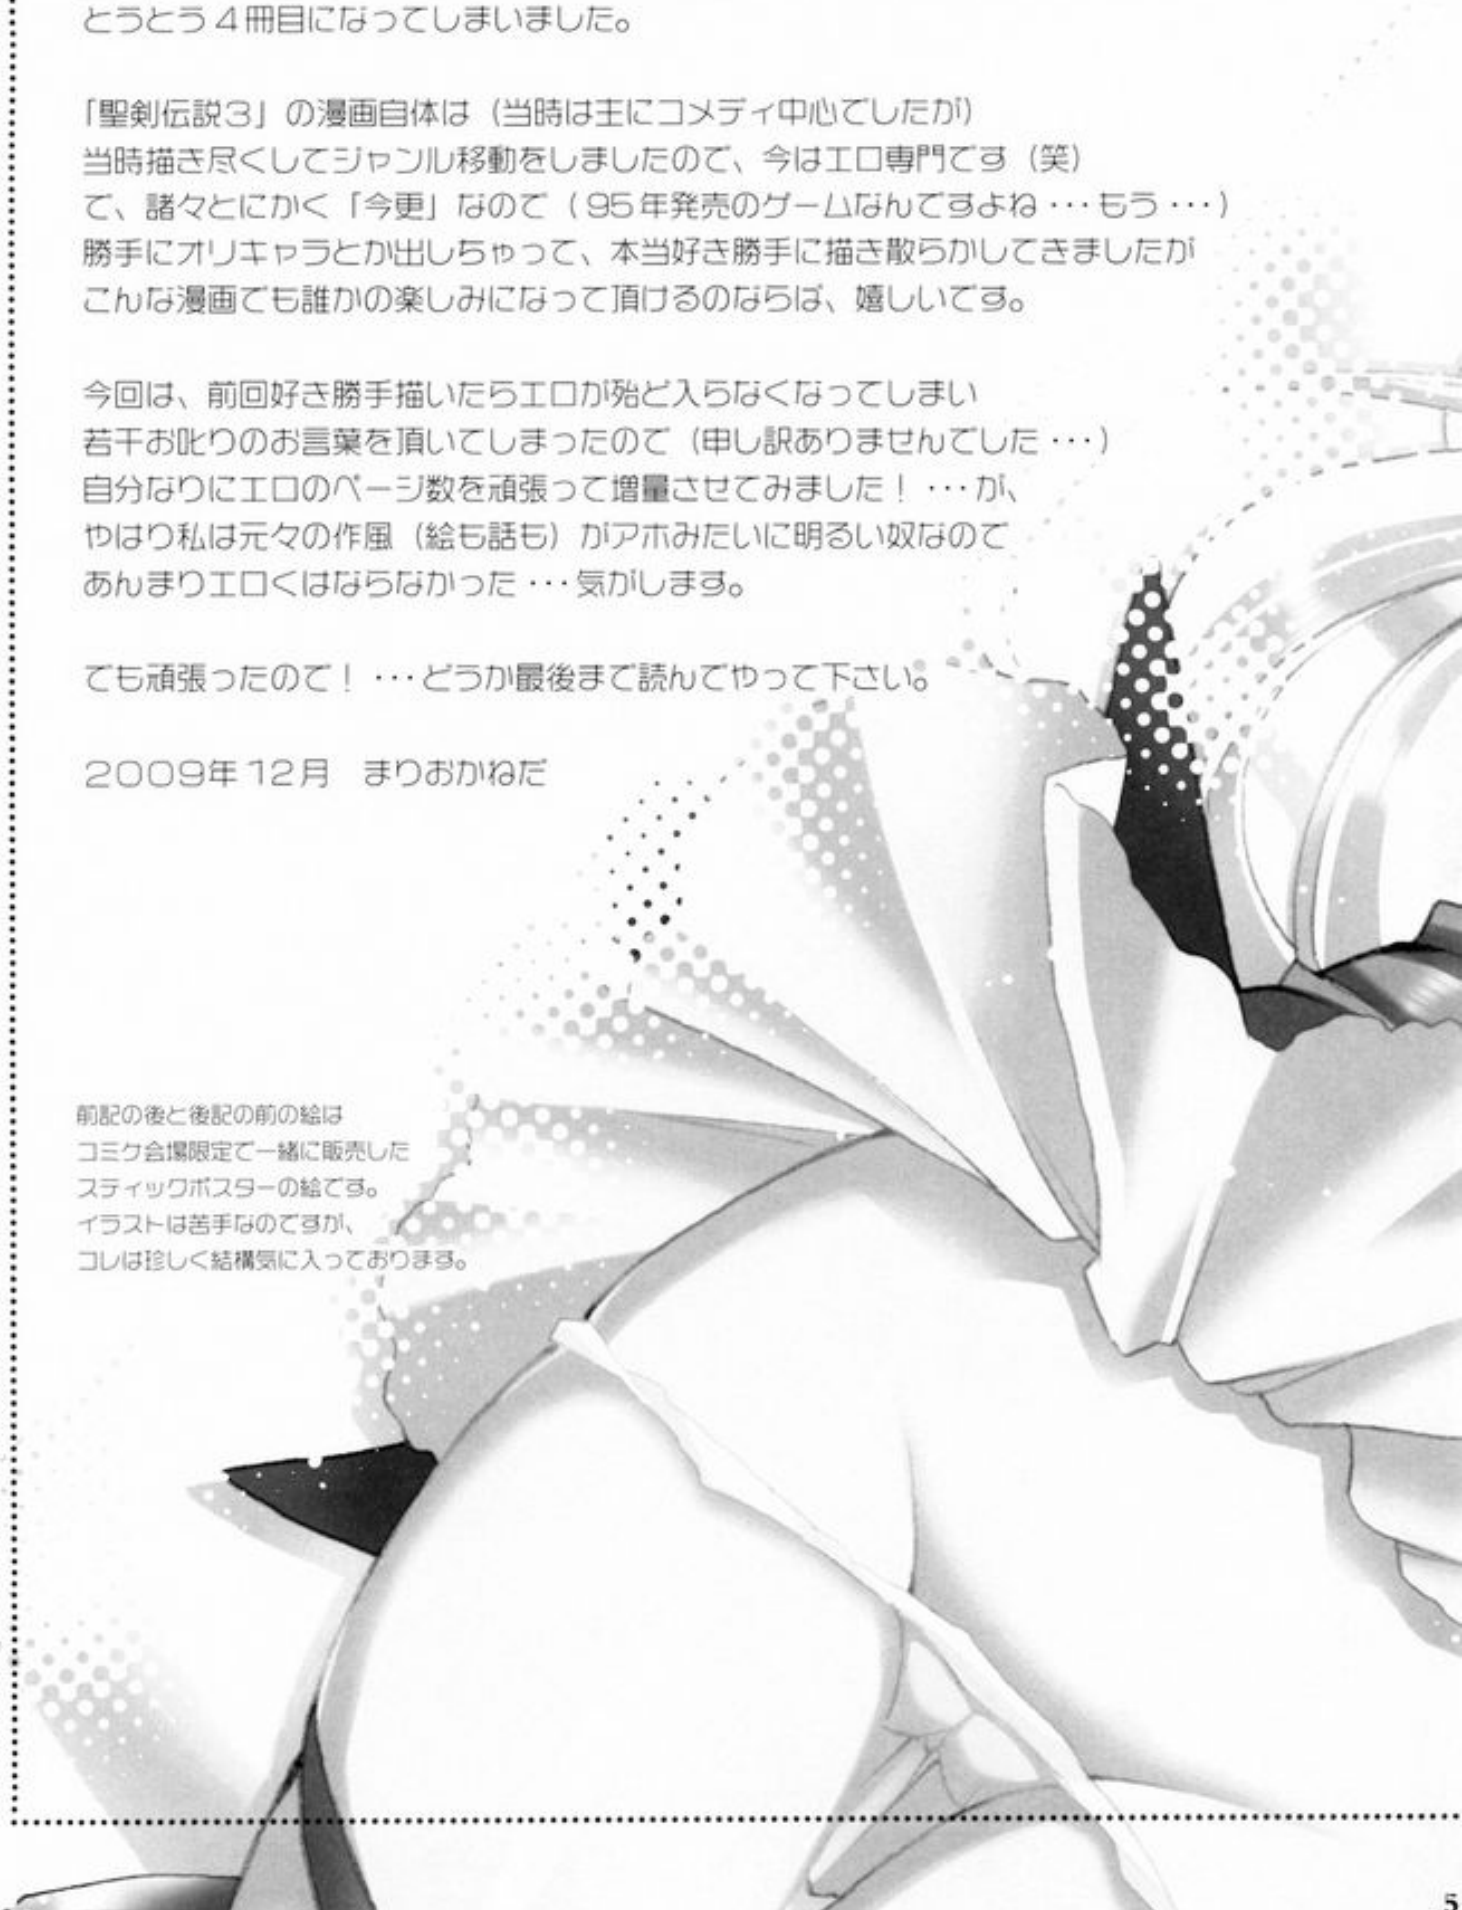 とうとう4冊目になってしまいました。
「聖剣伝説3」の漫画自体は（当時は主にコメディ中心でしたが）
当時描き尽くしてジャンル移動をしましたので、今はエロ専門です（笑）
で、諸々とにかく「今更」なので（95年発売のゲームなんですよね・・・もう・・・）
勝手にオリキャラとか出しちゃって、本当好き勝手に描き散らかしてきましたが
こんな漫画でも誰かの楽しみになって頂けるのならば、嬉しいです。
今回は、前回好き勝手描いたらエロが殆ど入らなくなってしまい
若干お叱りのお言葉を頂いてしまったので（申し訳ありませんでした・・・）
自分なりにエロのページ数を頑張って増量させてみました！・・・が、
やはり私は元々の作風（絵も話も）がアホみたいに明るい奴なので
あんまりエロくはならなかった・・・気がします。
でも頑張ったので！・・・どうか最後まで読んでやって下さい。
2009年12月　まりおかねだ
前記の後と後記の前の絵は
コミケ会場限定で一緒に販売した
スティックポスターの絵です。
イラストは苦手なのですが、
コレは珍しく結構気に入っております。
5